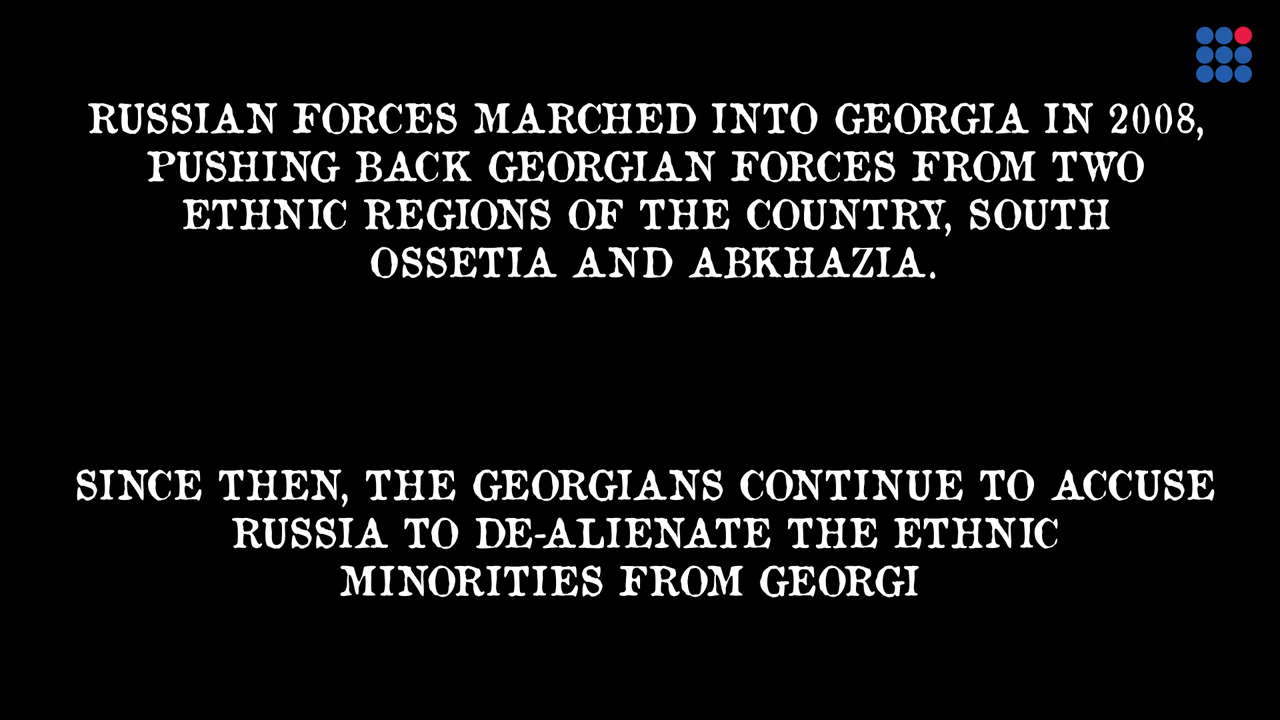 RUSSIAN FORCES MARCHED INTO GEORGIA IN 2008,
PUSHING BACK GEORGIAN FORCES FROM TWO
ETHNIC REGIONS OF THE COUNTRY, SOUTH
OSSETIA AND ABKHAZIA.
SINCE THEN, THE GEORGIANS CONTINUE TO ACCUSE
RUSSIA TO DE-ALIENATE THE ETHNIC
MINORITIES FROM GEORGI